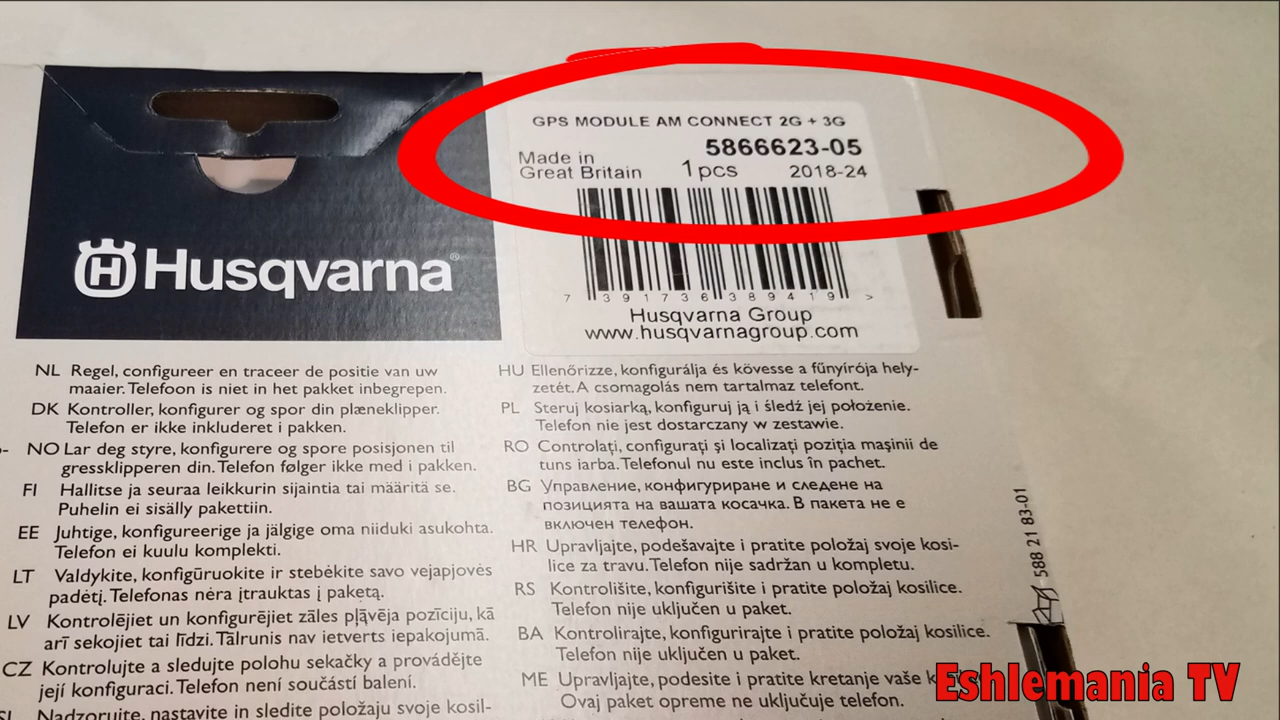 GPS MODULE AM CONNECT 2G + 3G
5866623-05
Made in
Great Britain 1 pcs 2018-24
7 391736 389419 >
Husqvarna Group
www.husqvarnagroup.com
H Husqvarna®
NL Regel, configureer en traceer de positie van uw
maaier. Telefoon is niet in het pakket inbegrepen.
DK Kontroller, konfigurer og spor din plæneklipper.
Telefon er ikke inkluderet i pakken.
NO Lar deg styre, konfigurere og spore posisjonen til
gressklipperen din. Telefon følger ikke med i pakken.
FI Hallitse ja seuraa leikkurin sijaintia tai määritä se.
Puhelin ei sisälly pakettiin.
EE Juhtige, konfigureerige ja jälgige oma niiduki asukohta.
Telefon ei kuulu komplekti.
LT Valdykite, konfigūruokite ir stebėkite savo vejapjovės
padėtį. Telefonas nėra įtrauktas į paketą.
LV Kontrolējiet un konfigurējiet zāles pļāvēja pozīciju, kā
arī sekojiet tai līdzi. Tālrunis nav ietverts iepakojumā.
CZ Kontrolujte a sledujte polohu sekačky a provádějte
její konfiguraci. Telefon není součástí balení.
Nadzorujte, nastavite in sledite položaju svoje kosil-
HU Ellenőrizze, konfigurálja és kövesse a fűnyírója hely-
zetét. A csomagolás nem tartalmaz telefont.
PL Steruj kosiarką, konfiguruj ją i śledź jej położenie.
Telefon nie jest dostarczany w zestawie.
RO Controlați, configurați și localizați poziția mașinii de
tuns iarba. Telefonul nu este inclus în pachet.
BG Управление, конфигуриране и следене на
позицията на вашата косачка. В пакета не е
включен телефон.
HR Upravljajte, podešavajte i pratite položaj svoje kosi-
lice za travu. Telefon nije sadržan u kompletu.
RS Kontrolišite, konfigurišite i pratite položaj kosilice.
Telefon nije uključen u paket.
BA Kontrolirajte, konfigurirajte i pratite položaj kosilice.
Telefon nije uključen u paket.
ME Upravljajte, podesite i pratite kretanje vaše
Ovaj paket opreme ne uključuje telefon.
588 21 83-01
Eshlemania TV